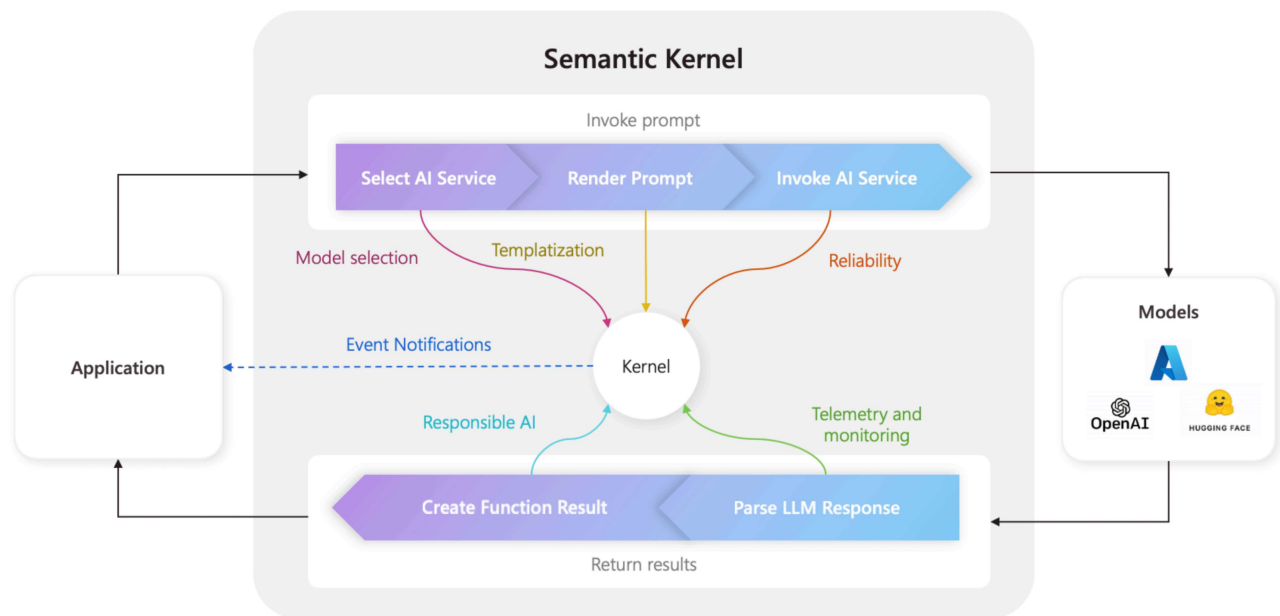 Semantic Kernel
Invoke prompt
Select AI Service
Render Prompt
Invoke AI Service
Model selection
Templatization
Reliability
Application
Event Notifications
Kernel
Models
OpenAI
HUGGING FACE
Responsible AI
Telemetry and
monitoring
Create Function Result
Parse LLM Response
Return results